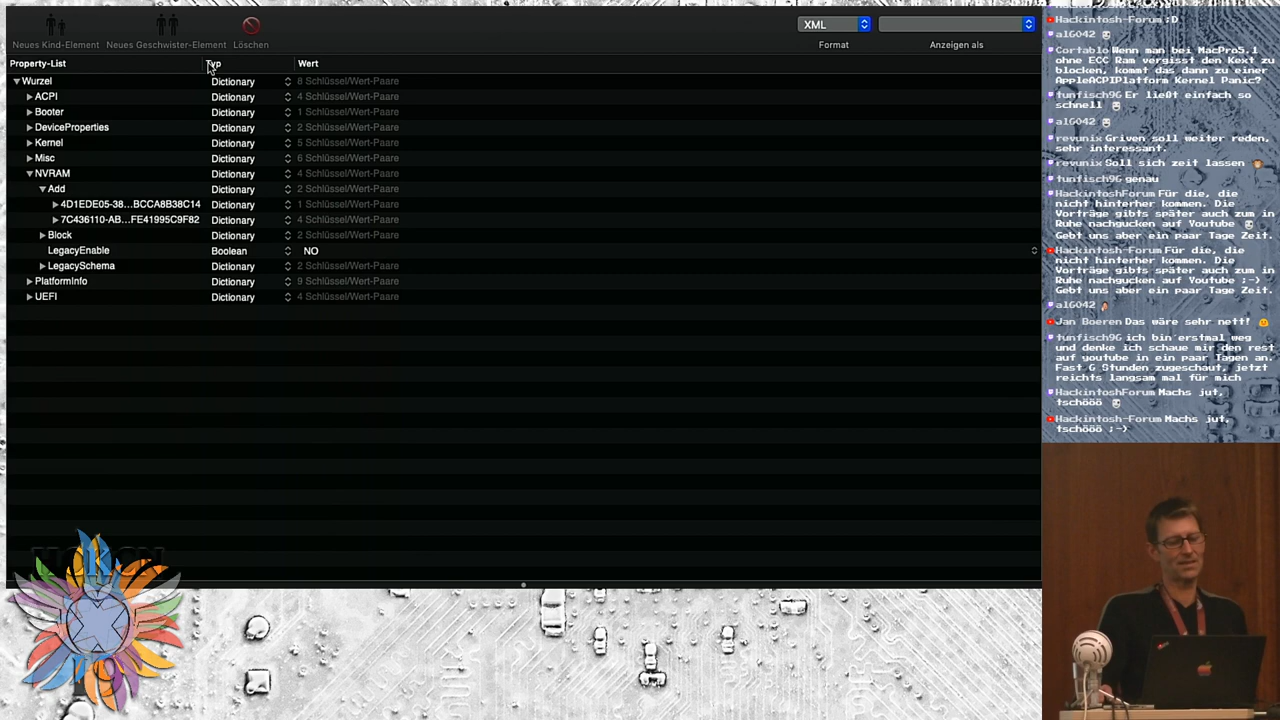 Neues Kind-Element Neues Geschwister-Element Löschen
XML
Format Anzeigen als
Property-List Typ Wert
Wurzel Dictionary 8 Schlüssel/Wert-Paare
ACPI Dictionary 4 Schlüssel/Wert-Paare
Booter Dictionary 1 Schlüssel/Wert-Paare
DeviceProperties Dictionary 2 Schlüssel/Wert-Paare
Kernel Dictionary 5 Schlüssel/Wert-Paare
Misc Dictionary 6 Schlüssel/Wert-Paare
NVRAM Dictionary 4 Schlüssel/Wert-Paare
Add Dictionary 2 Schlüssel/Wert-Paare
4D1EDE05-38...BCCA8B38C14 Dictionary 1 Schlüssel/Wert-Paare
7C436110-AB...FE41995C9F82 Dictionary 4 Schlüssel/Wert-Paare
Block Dictionary 2 Schlüssel/Wert-Paare
LegacyEnable Boolean NO
LegacySchema Dictionary 2 Schlüssel/Wert-Paare
PlatformInfo Dictionary 9 Schlüssel/Wert-Paare
UEFI Dictionary 4 Schlüssel/Wert-Paare
Hackintosh-Forum ;D
al6042
Cortablo Wenn man bei MacPro5.1
ohne ECC Ram vergisst den Kext zu
blocken, kommt das dann zu einer
AppleACPIPlatform Kernel Panic?
tunfisch96 Er ließt einfach so
schnell
al6042
revunix Griven soll weiter reden,
sehr interessant.
revunix Soll sich zeit lassen
tunfisch96 genau
HackintoshForum Für die, die
nicht hinterher kommen. Die
Vorträge gibts später auch zum in
Ruhe nachgucken auf Youtube
Gebt uns aber ein paar Tage Zeit.
Hackintosh-Forum Für die, die
nicht hinterher kommen. Die
Vorträge gibts später auch zum in
Ruhe nachgucken auf Youtube ;-)
Gebt uns aber ein paar Tage Zeit.
al6042
Jan Boeren Das wäre sehr nett!
tunfisch96 ich bin erstmal weg
und denke ich schaue mir den rest
auf youtube in ein paar Tagen an.
Fast 6 Stunden zugeschaut, jetzt
reichts langsam mal für mich
HackintoshForum Machs jut,
tschööö
Hackintosh-Forum Machs jut,
tschööö ;-)